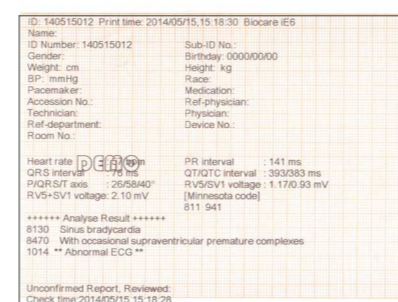 ID: 140515012 Print time: 2014/05/15,15:18:30 Biocare iE6
Name:
ID Number: 140515012 Sub-ID No.:
Gender: Birthday: 0000/00/00
Weight: cm Height: kg
BP: mmHg Race:
Pacemaker: Medication:
Accession No.: Ref-physician:
Technician: Physician:
Ref-department: Device No.:
Room No.:
Heart rate DEMO bpm PR interval : 141 ms
QRS interval : 76 ms QT/QTC interval : 393/383 ms
P/QRS/T axis : 26/58/40° RV5/SV1 voltage : 1.17/0.93 mV
RV5+SV1 voltage: 2.10 mV [Minnesota code]
811 941
++++++ Analyse Result ++++++
8130 Sinus bradycardia
8470 With occasional supraventricular premature complexes
1014 ** Abnormal ECG **
Unconfirmed Report, Reviewed:
Check time:2014/05/15,15:18:28